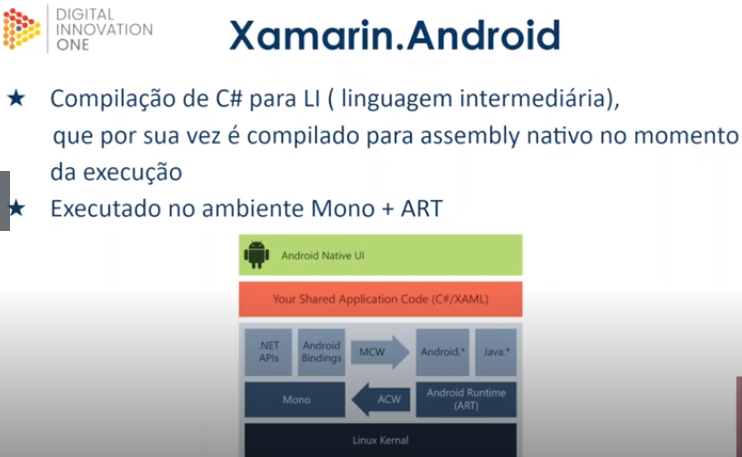 DIGITAL
INNOVATION
ONE
Xamarin.Android
★ Compilação de C# para LI ( linguagem intermediária),
que por sua vez é compilado para assembly nativo no momento
da execução
★ Executado no ambiente Mono + ART
Android Native UI
Your Shared Application Code (C#/XAML)
.NET
APIs
Android
Bindings
MCW
Android.*
Java.*
Mono
ACW
Android Runtime
(ART)
Linux Kernal